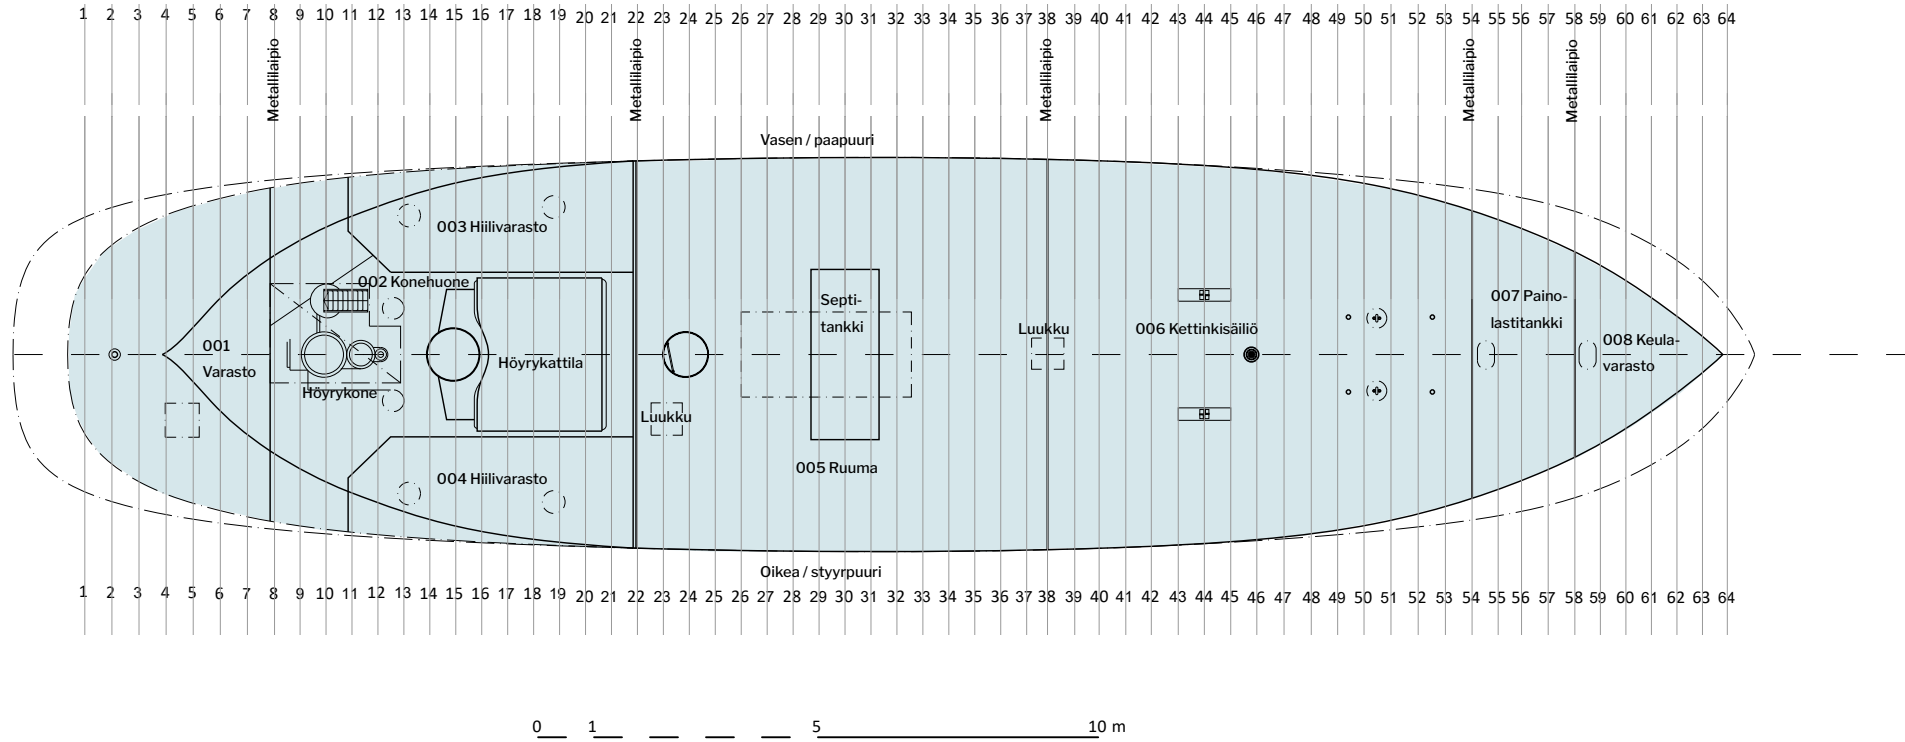 1 2 3 4 5 6 7 8 9 10 11 12 13 14 15 16 17 18 19 20 21 22 23 24 25 26 27 28 29 30 31 32 33 34 35 36 37 38 39 40 41 42 43 44 45 46 47 48 49 50 51 52 53 54 55 56 57 58 59 60 61 62 63 64
Metallilaipio
Metallilaipio
Metallilaipio
Metallilaipio
Metallilaipio
Vasen / paapuuri
003 Hiilivarasto
002 Konehuone
001
Varasto
Höyrykone
Höyrykattila
004 Hiilivarasto
Luukku
Septi-
tankki
005 Ruuma
Luukku
006 Kettinkisäiliö
007 Paino-
lastitankki
008 Keula-
varasto
Oikea / styyrpuuri
1 2 3 4 5 6 7 8 9 10 11 12 13 14 15 16 17 18 19 20 21 22 23 24 25 26 27 28 29 30 31 32 33 34 35 36 37 38 39 40 41 42 43 44 45 46 47 48 49 50 51 52 53 54 55 56 57 58 59 60 61 62 63 64
0 1 5 10 m